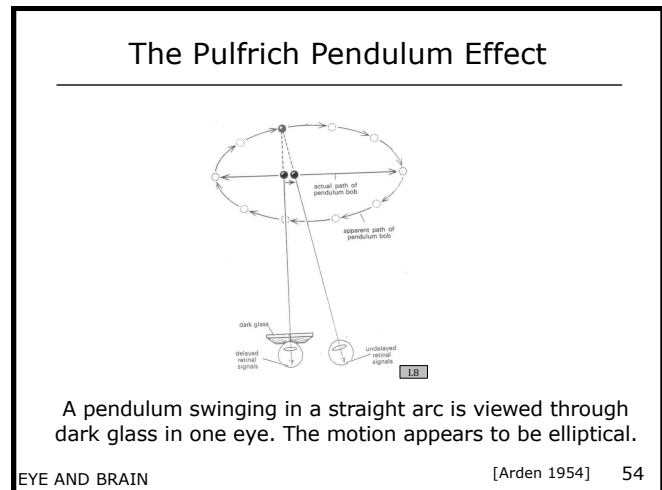 The Pulfrich Pendulum Effect
actual path of
pendulum bob
apparent path of
pendulum bob
dark glass
delayed
retinal
signals
undelayed
retinal
signals
1.8
A pendulum swinging in a straight arc is viewed through
dark glass in one eye. The motion appears to be elliptical.
EYE AND BRAIN
[Arden 1954]
54